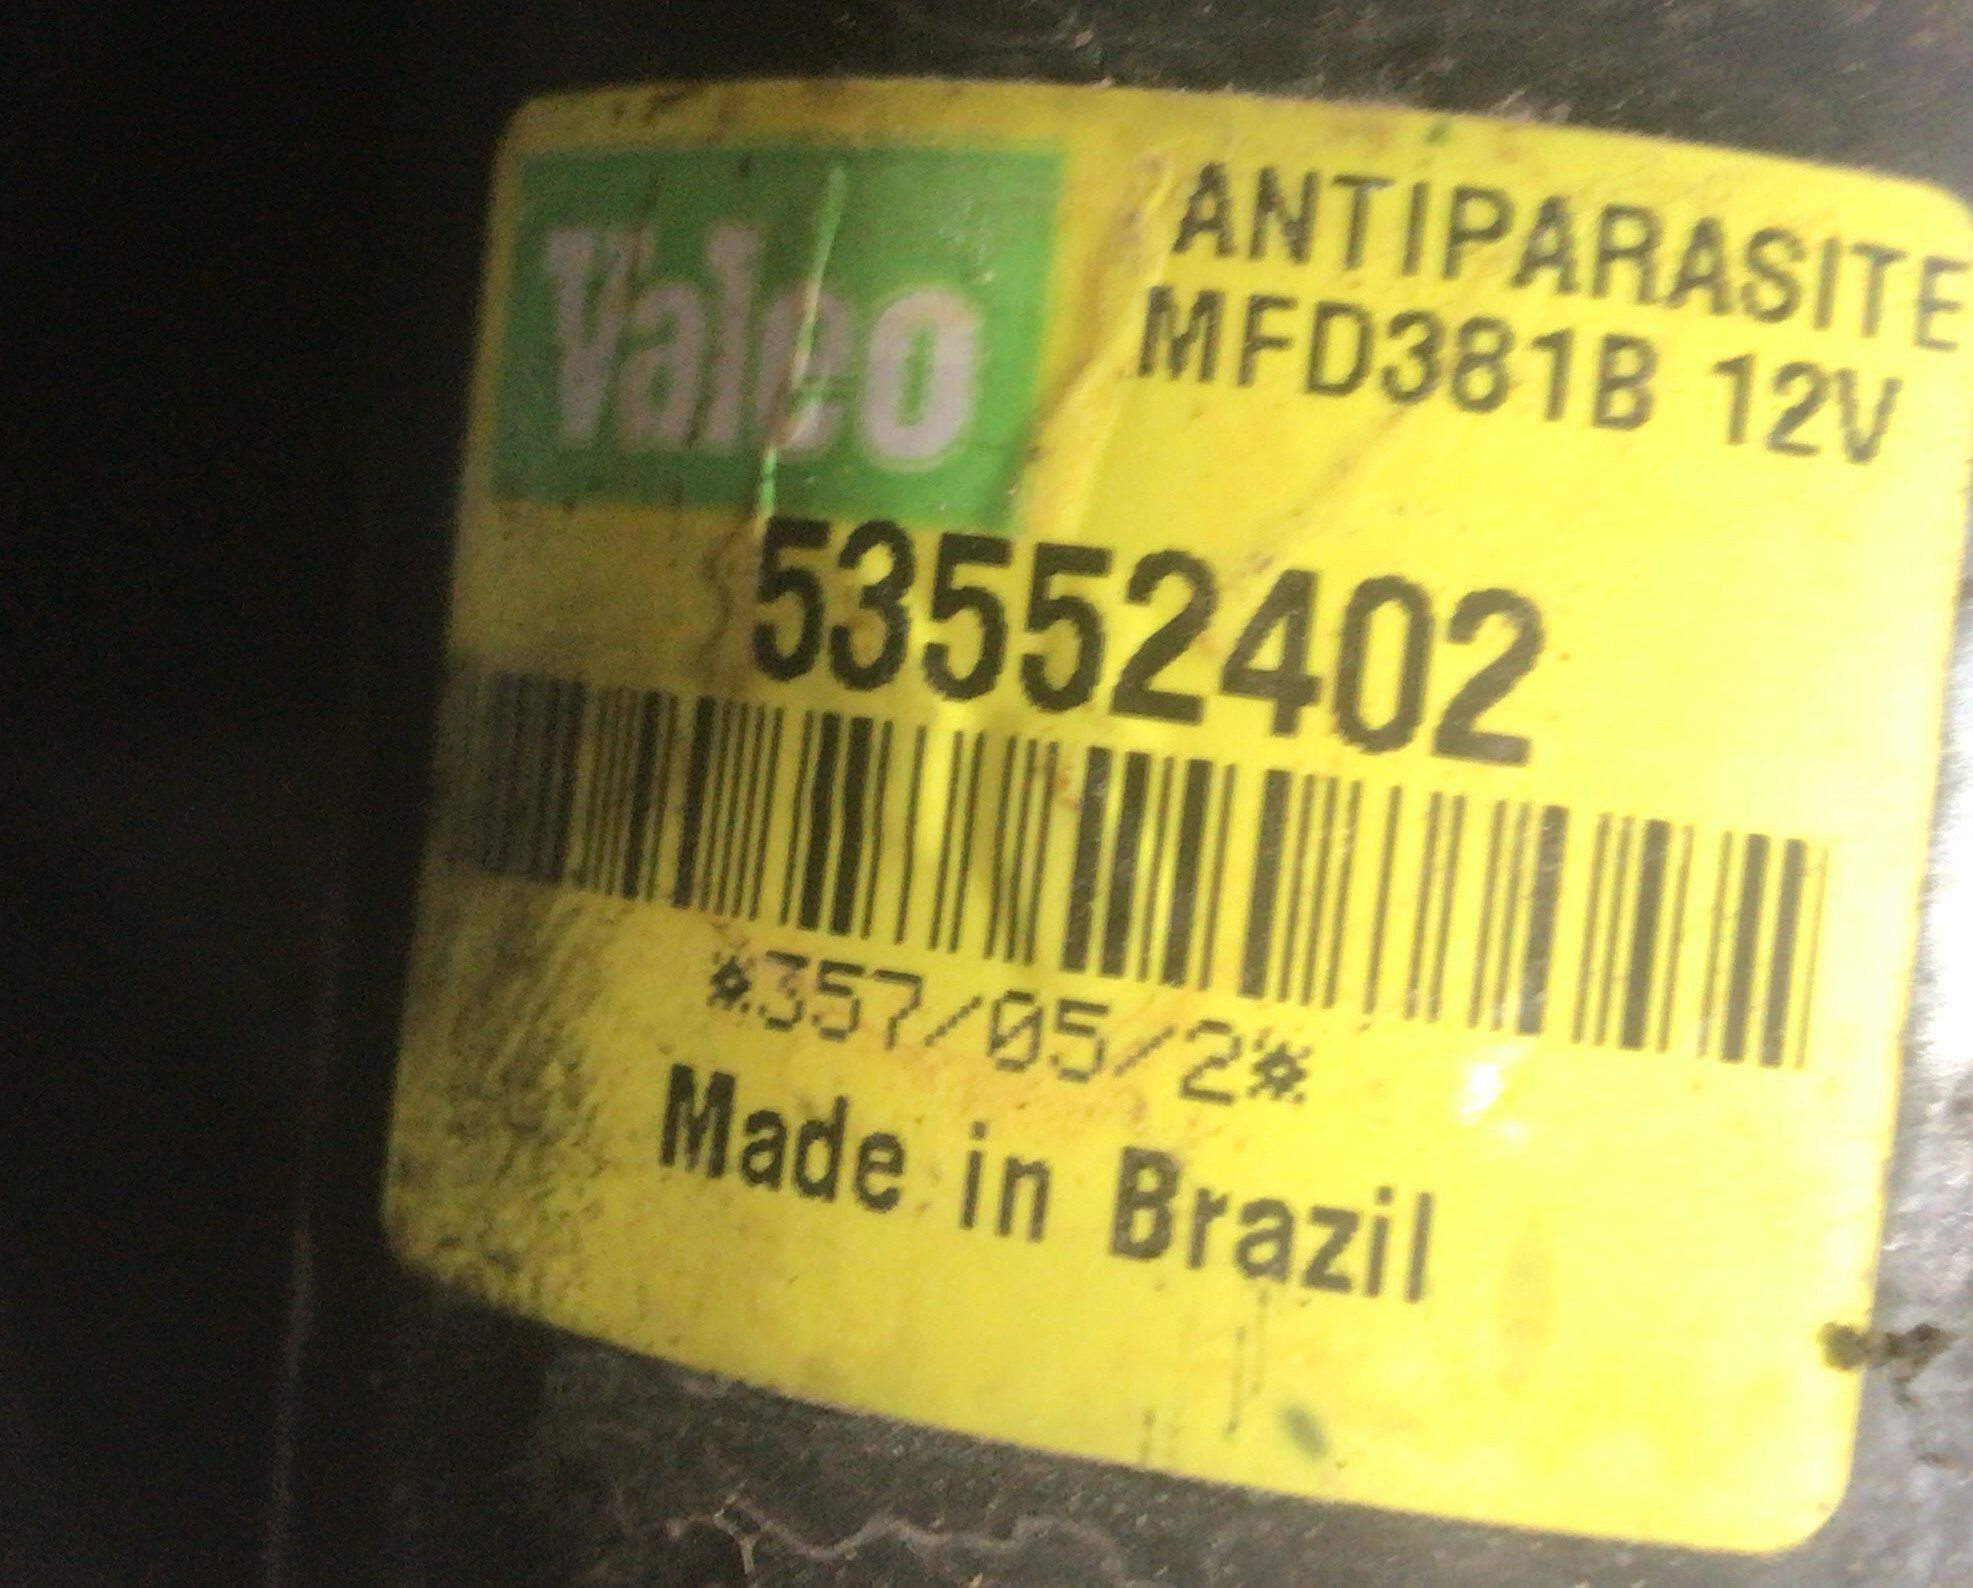 Valeo
ANTIPARASITE
MFD381B 12V
53552402
*357/05/2*
Made in Brazil